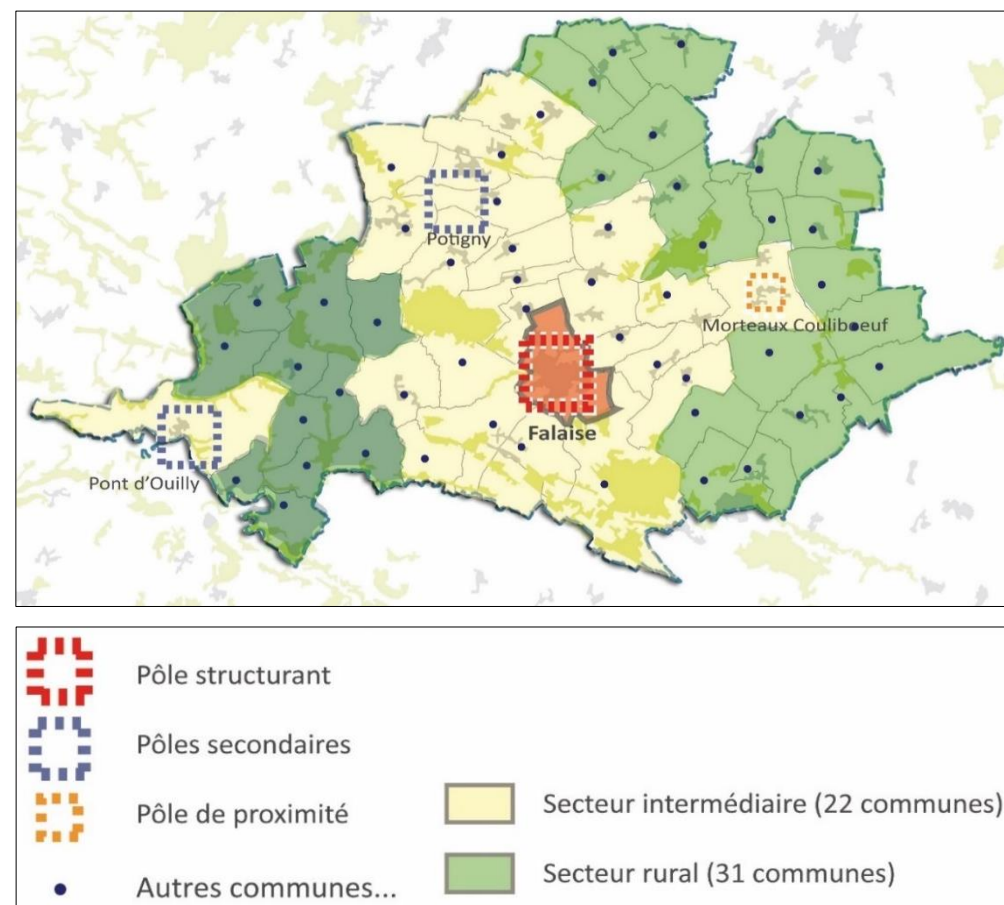 Potigny
Morteaux Couliboeuf
Falaise
Pont d'Ouilly
Pôle structurant
Pôles secondaires
Pôle de proximité
Autres communes...
Secteur intermédiaire (22 communes)
Secteur rural (31 communes)